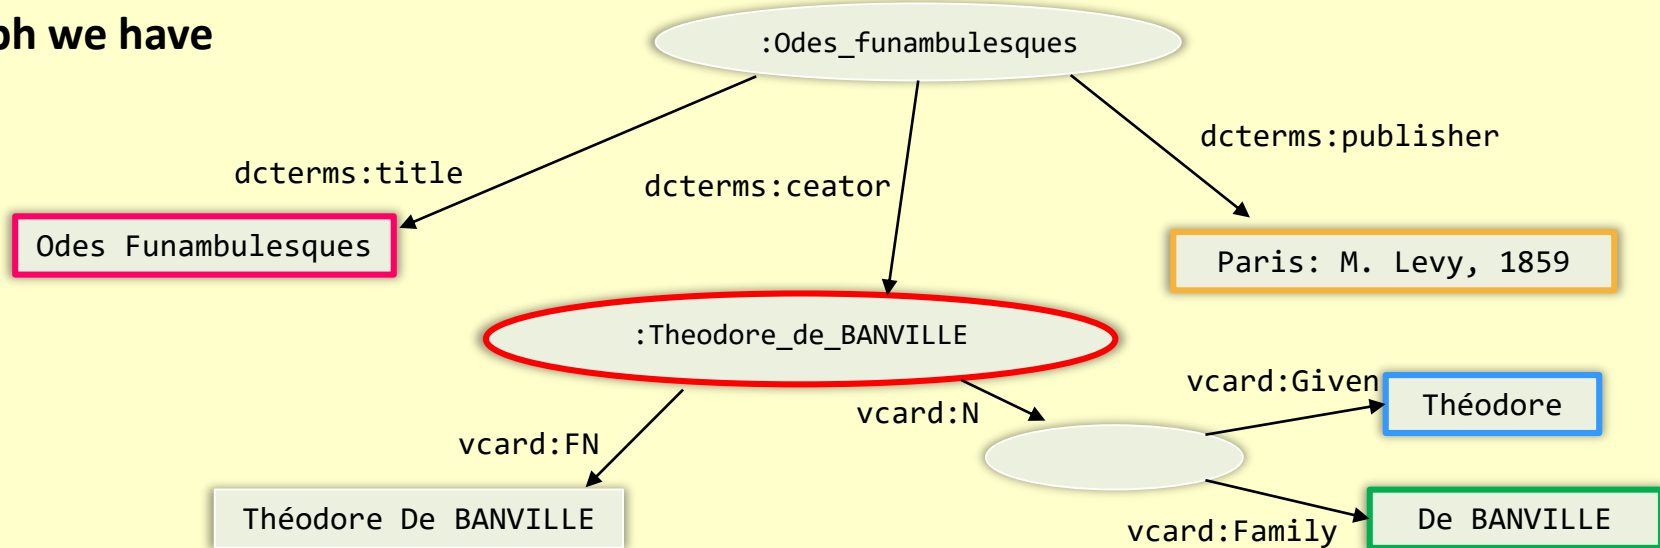 ph we have
:Odes_funambulesques
dcterms:publisher
dcterms:title
dcterms:ceator
Odes Funambulesques
Paris: M. Levy, 1859
:Theodore_de_BANVILLE
vcard:Given
Théodore
vcard:N
vcard:FN
Théodore De BANVILLE
De BANVILLE
vcard:Family